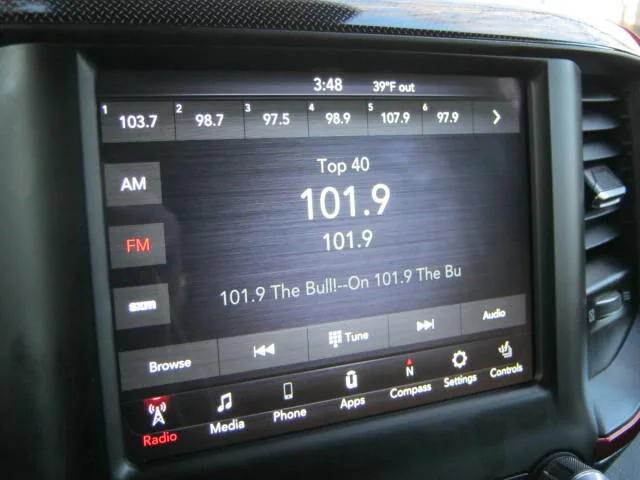 3:48 39°F out
1 103.7 2 98.7 3 97.5 4 98.9 5 107.9 6 97.9
Top 40
AM
101.9
FM
101.9
sxm
101.9 The Bull!--On 101.9 The Bu
Browse Tune Audio
Radio Media Phone Apps N Compass Settings Controls